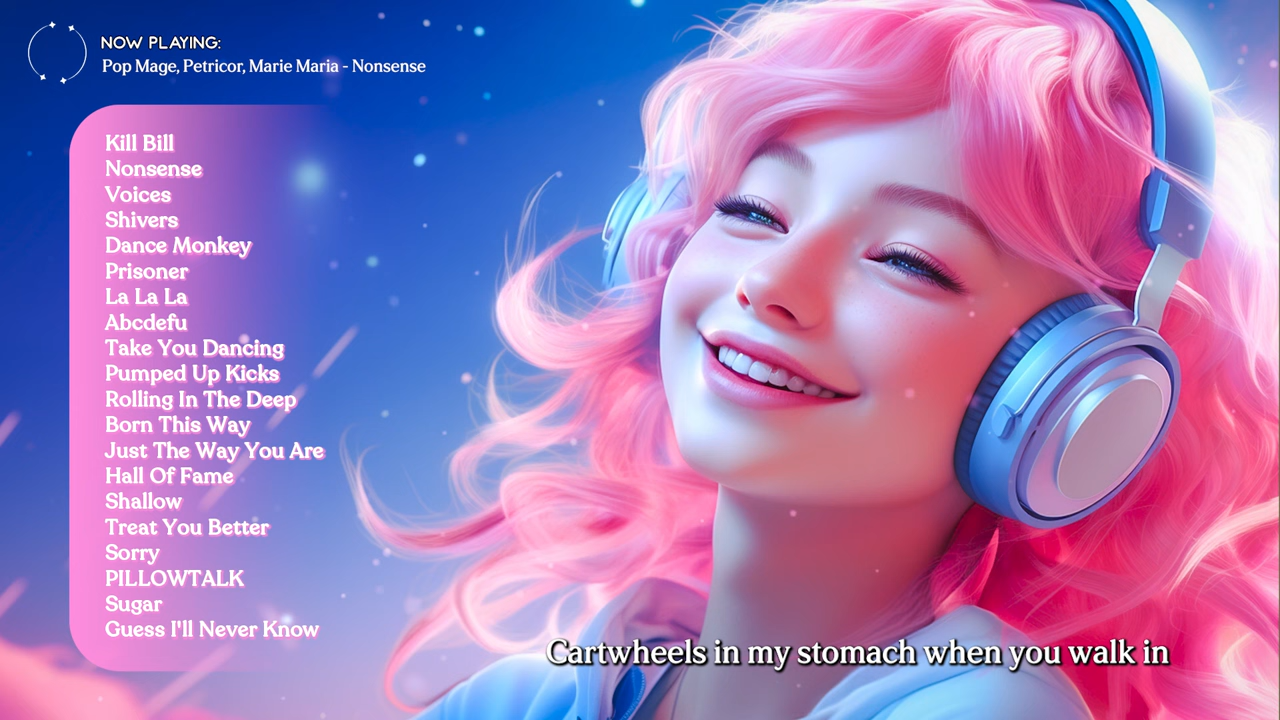 NOW PLAYING:
Pop Mage, Petricor, Marie Maria - Nonsense
Kill Bill
Nonsense
Voices
Shivers
Dance Monkey
Prisoner
La La La
Abcdefu
Take You Dancing
Pumped Up Kicks
Rolling In The Deep
Born This Way
Just The Way You Are
Hall Of Fame
Shallow
Treat You Better
Sorry
PILLOWTALK
Sugar
Guess I'll Never Know
Cartwheels in my stomach when you walk in